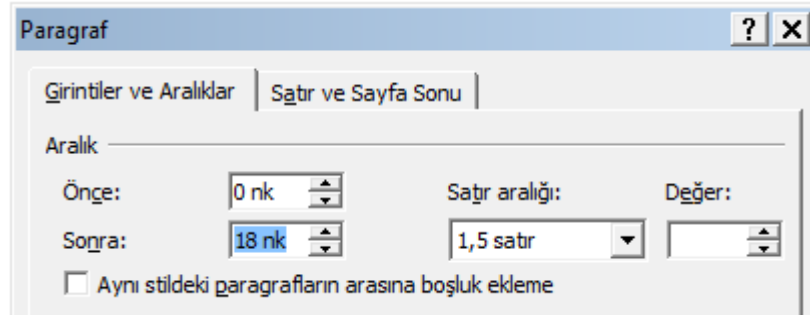 Paragraf
Girintiler ve Aralıklar Satır ve Sayfa Sonu
Aralık
Önce: 0 nk Satır aralığı: Değer:
Sonra: 18 nk 1,5 satır
Aynı stildeki paragrafların arasına boşluk ekleme